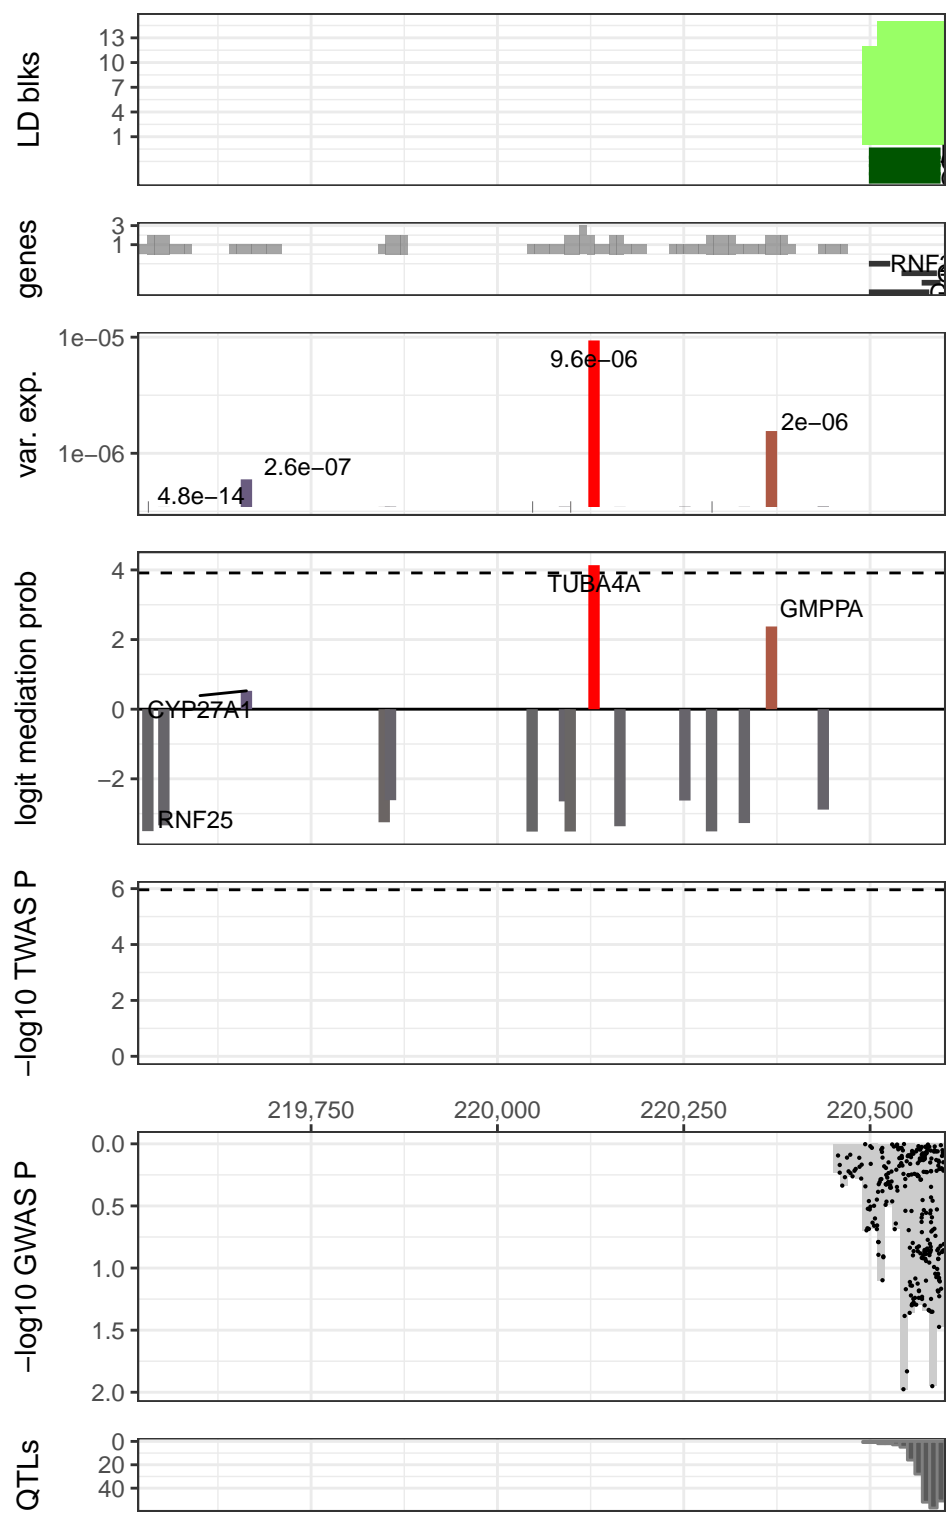 LD blks
13
10
7
4
1
genes
3
1
RNF
var. exp.
1e−05
1e−06
9.6e−06
2e−06
2.6e−07
4.8e−14
logit mediation prob
4
2
0
−2
TUBA4A
GMPPA
CYP27A1
RNF25
−log10 TWAS P
6
4
2
0
219,750 220,000 220,250 220,500
−log10 GWAS P
0.0
0.5
1.0
1.5
2.0
QTLs
0
20
40